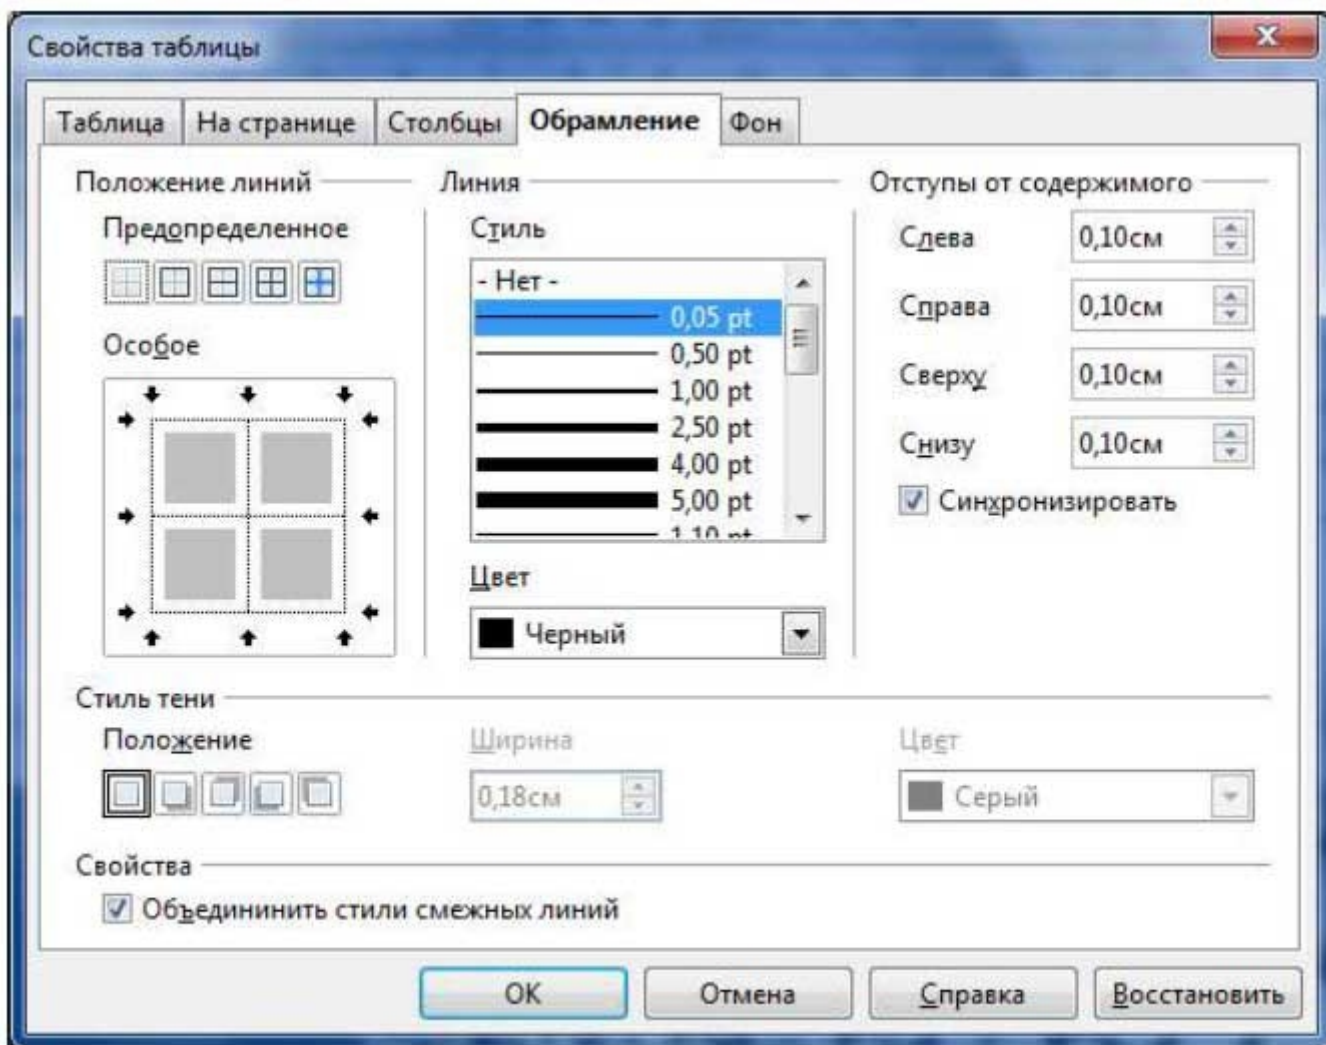 Свойства таблицы
Таблица На странице Столбцы Обрамление Фон
Положение линий Линия Отступы от содержимого
Предопределенное Стиль Слева 0,10см
- Нет -
0,05 pt
Справа 0,10см
Особое
0,50 pt
1,00 pt
Сверху 0,10см
2,50 pt
4,00 pt
Снизу 0,10см
5,00 pt
Синхронизировать
1,10 pt
Цвет
Черный
Стиль тени
Положение Ширина Цвет
0,18см Серый
Свойства
Объедининить стили смежных линий
OK Отмена Справка Восстановить